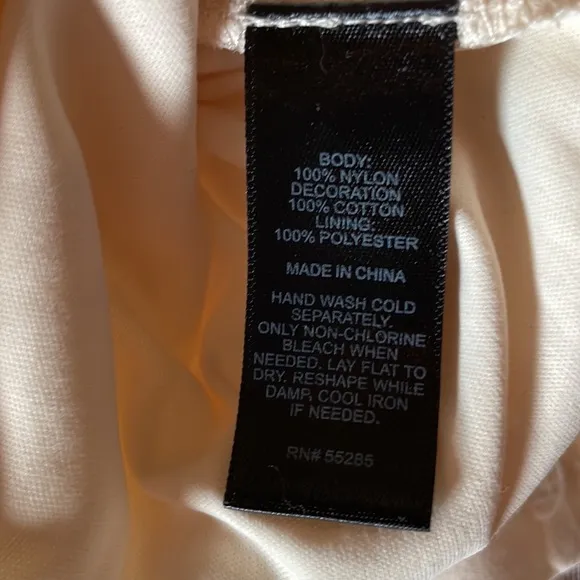 BODY:
100% NYLON
DECORATION
100% COTTON
LINING:
100% POLYESTER
MADE IN CHINA
HAND WASH COLD
SEPARATELY.
ONLY NON-CHLORINE
BLEACH WHEN
NEEDED. LAY FLAT TO
DRY. RESHAPE WHILE
DAMP, COOL IRON
IF NEEDED.
RN# 55285